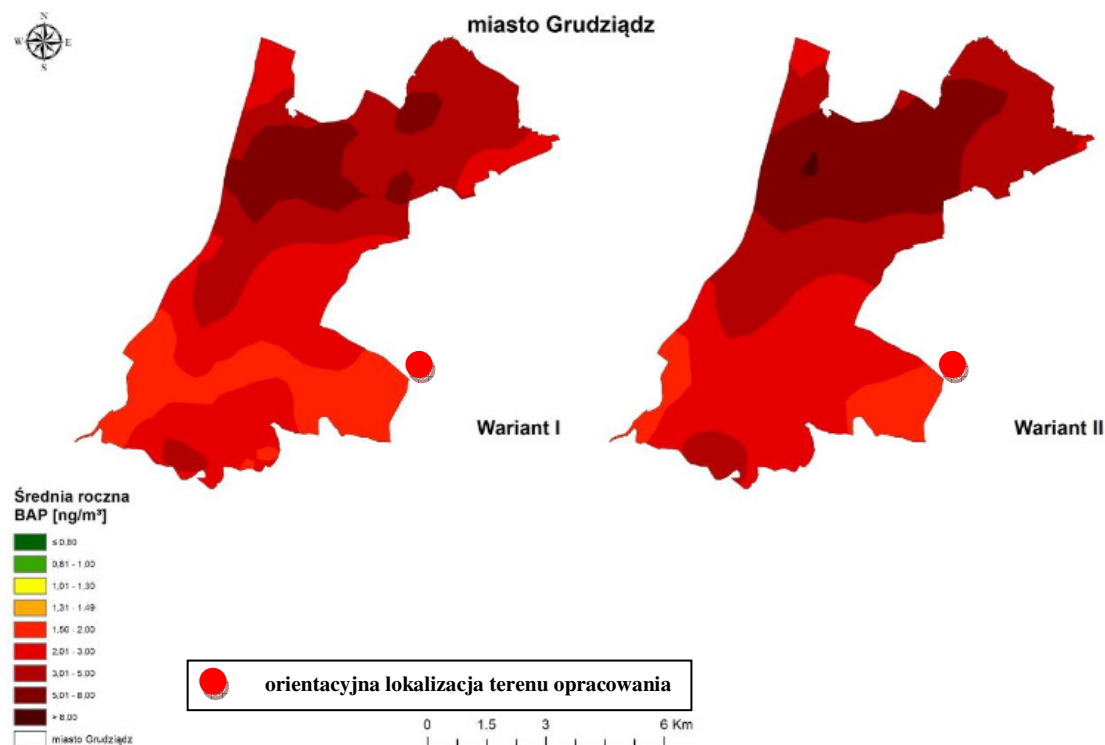 miasto Grudziądz
N
W E
S
Wariant I
Wariant II
Średnia roczna
BAP [ng/m³]
≤ 0,80
0,81 - 1,00
1,01 - 1,30
1,31 - 1,49
1,50 - 2,00
2,01 - 3,00
3,01 - 5,00
5,01 - 8,00
> 8,00
miasto Grudziądz
orientacyjna lokalizacja terenu opracowania
0 1.5 3 6 Km